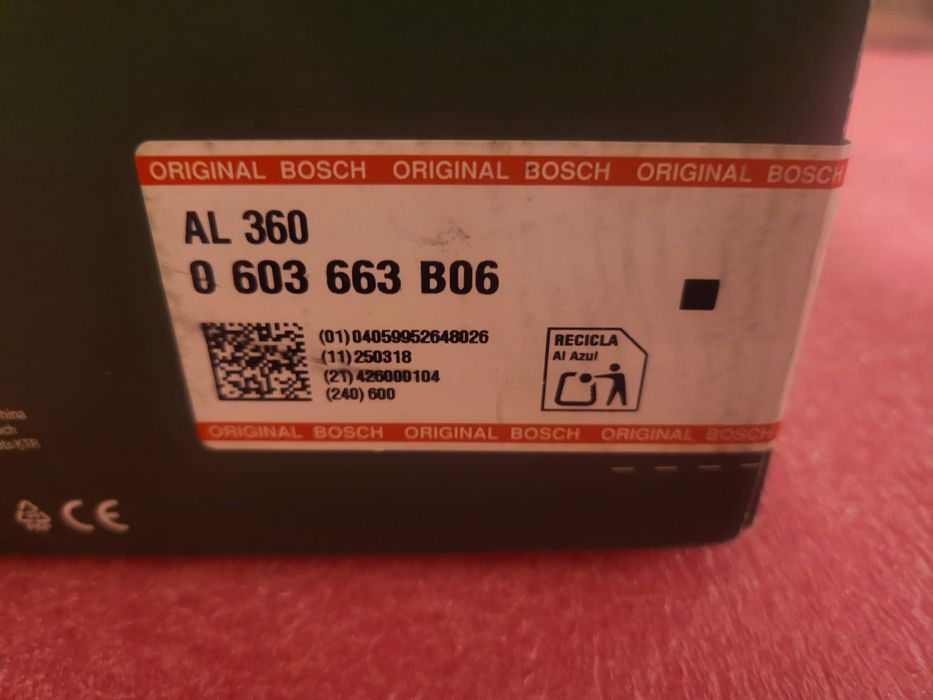 ORIGINAL BOSCH ORIGINAL BOSCH ORIGINAL BOSCH
AL 360
0 603 663 B06
(01)04059952648026
(11)250318
(21)426000104
(240)600
RECICLA
Al Azul
ORIGINAL BOSCH ORIGINAL BOSCH ORIGINAL BOSCH
CE